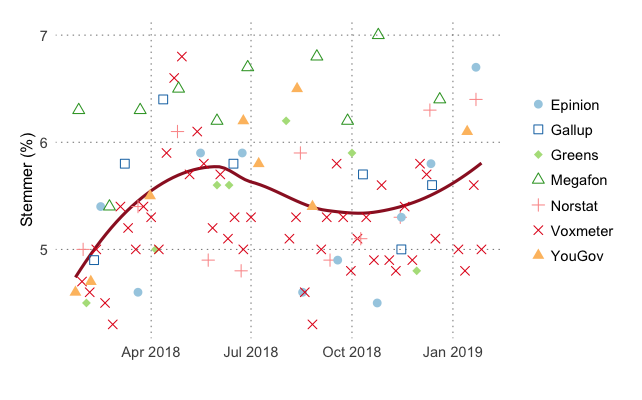 7
6
5
Stemmer (%)
Apr 2018
Jul 2018
Oct 2018
Jan 2019
Epinion
Gallup
Greens
Megafon
Norstat
Voxmeter
YouGov